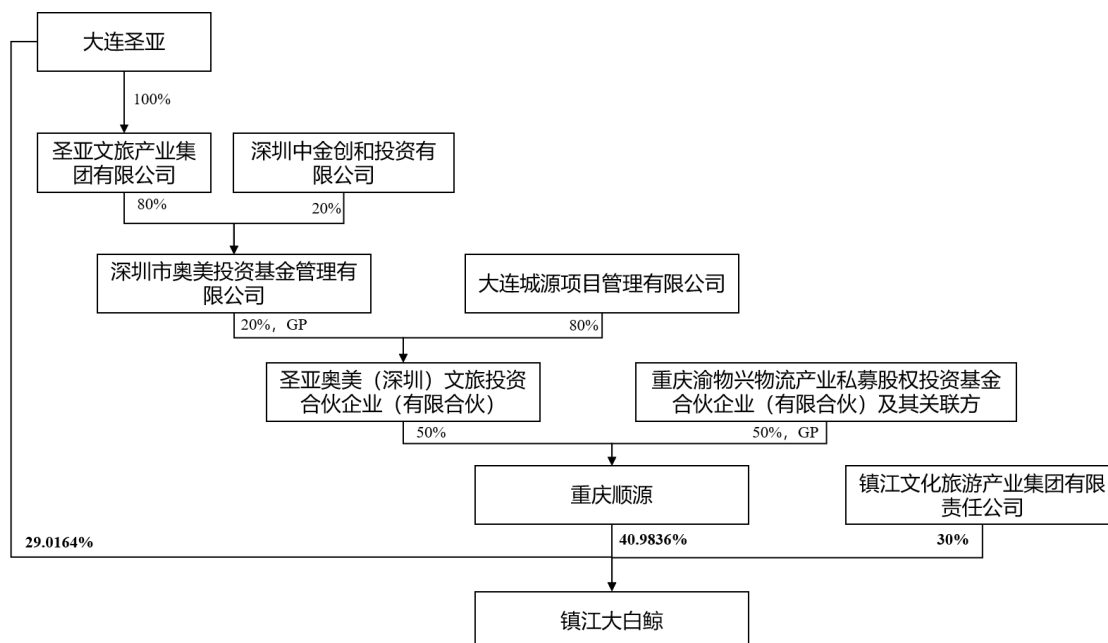 大连圣亚
100%
圣亚文旅产业集
团有限公司
深圳中金创和投资有
限公司
80%
20%
深圳市奥美投资基金管理有
限公司
大连城源项目管理有限公司
20%，GP
80%
圣亚奥美（深圳）文旅投资
合伙企业（有限合伙）
重庆渝物兴物流产业私募股权投资基金
合伙企业（有限合伙）及其关联方
50%
50%，GP
重庆顺源
镇江文化旅游产业集团有限
责任公司
29.0164%
40.9836%
30%
镇江大白鲸